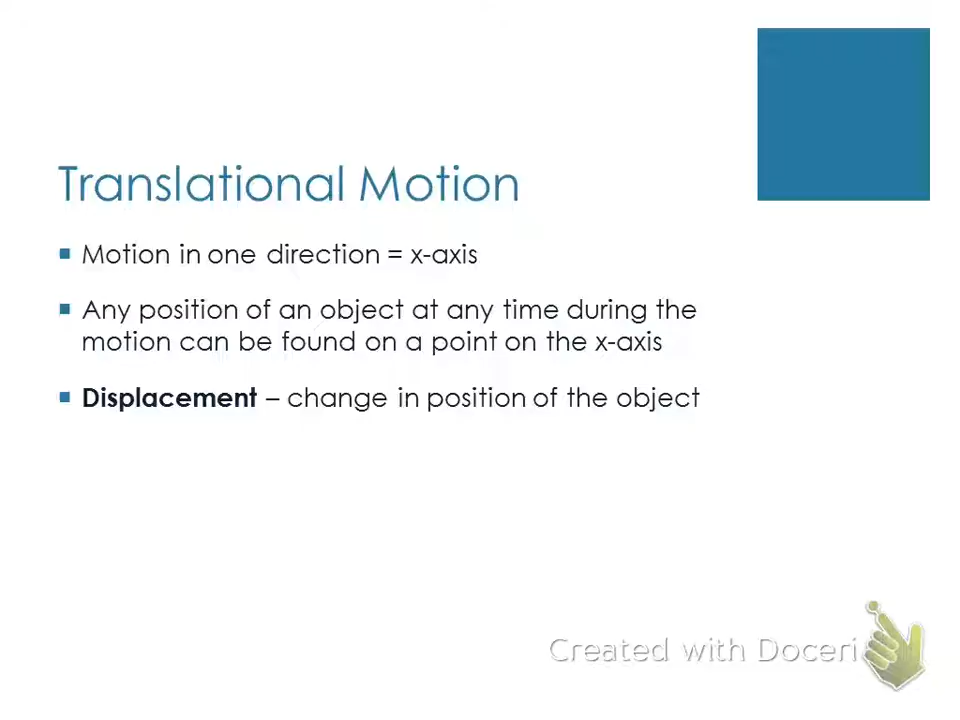 Translational Motion
▪ Motion in one direction = x-axis
▪ Any position of an object at any time during the
motion can be found on a point on the x-axis
▪ Displacement – change in position of the object
Created with Doceri